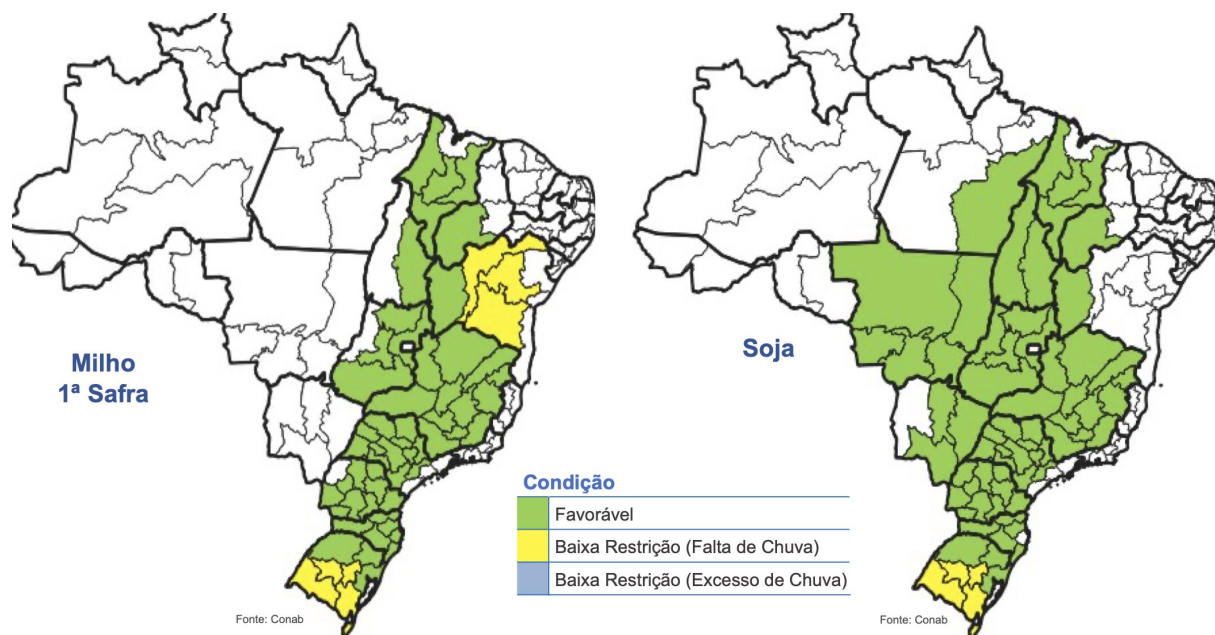 Milho
1ª Safra
Soja
Condição
Favorável
Baixa Restrição (Falta de Chuva)
Baixa Restrição (Excesso de Chuva)
Fonte: Conab
Fonte: Conab